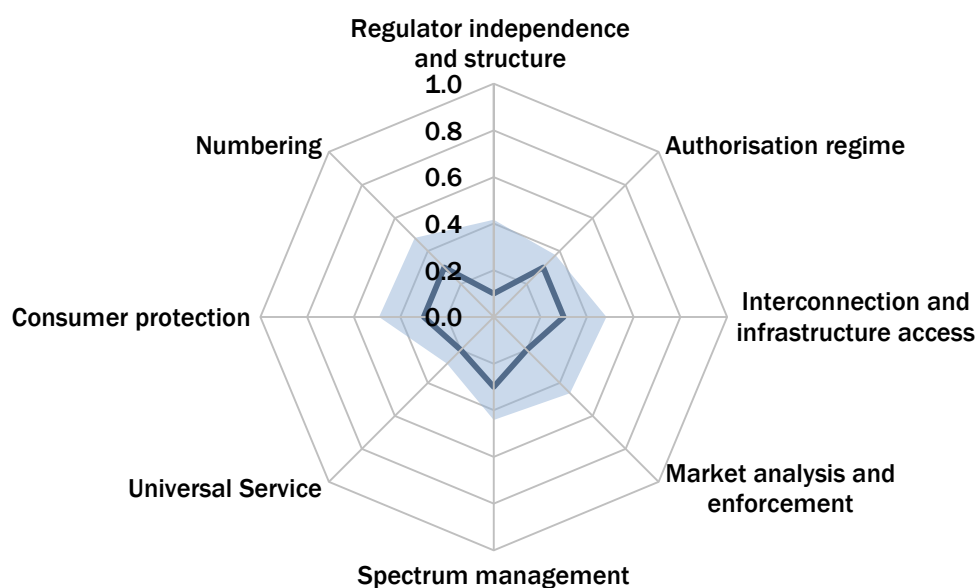 Regulator independence
and structure
1.0
Numbering
0.8
Authorisation regime
0.6
0.4
0.2
Consumer protection
0.0
Interconnection and
infrastructure access
Universal Service
Market analysis and
enforcement
Spectrum management